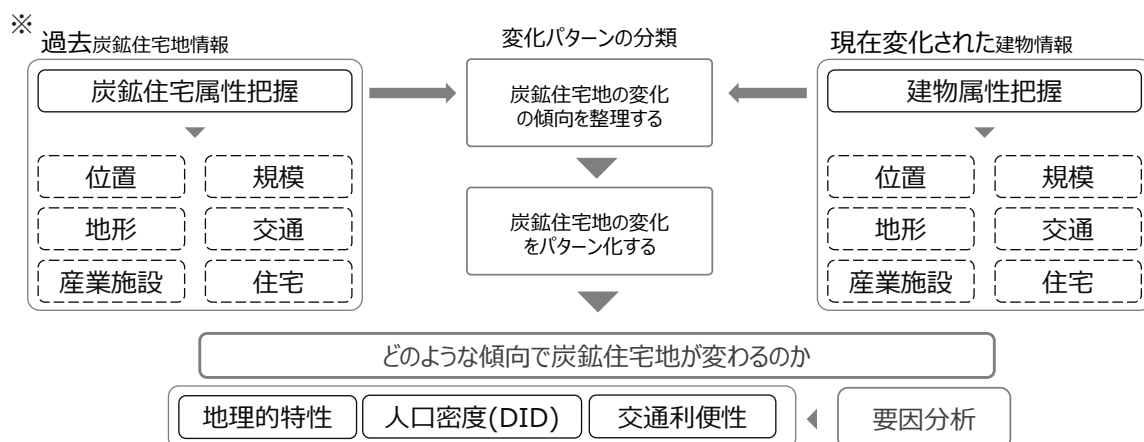 ※
過去炭鉱住宅地情報
炭鉱住宅属性把握
位置
規模
地形
交通
産業施設
住宅
変化パターンの分類
炭鉱住宅地の変化
の傾向を整理する
炭鉱住宅地の変化
をパターン化する
現在変化された建物情報
建物属性把握
位置
規模
地形
交通
産業施設
住宅
どのような傾向で炭鉱住宅地が変わるのか
地理的特性
人口密度(DID)
交通利便性
要因分析